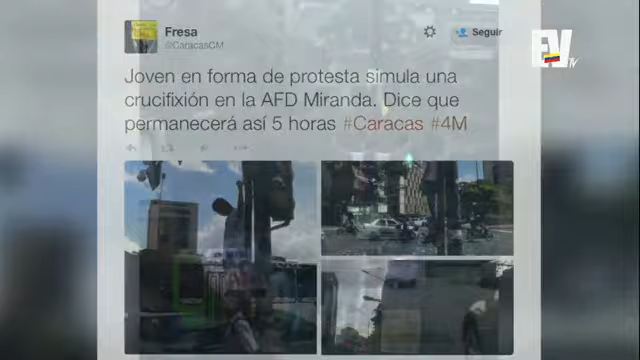 Fresa
@CaracasCM
Seguir
EV
TV
Joven en forma de protesta simula una
crucifixión en la AFD Miranda. Dice que
permanecerá así 5 horas #Caracas #4M